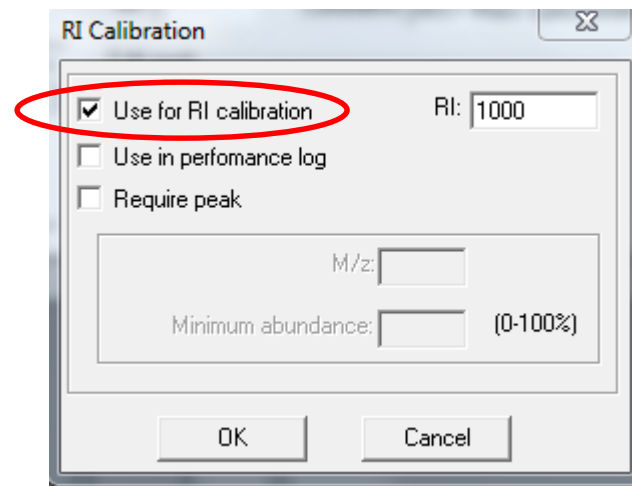 RI Calibration
Use for RI calibration RI: 1000
Use in perfomance log
Require peak
M/z:
Minimum abundance: (0-100%)
OK Cancel